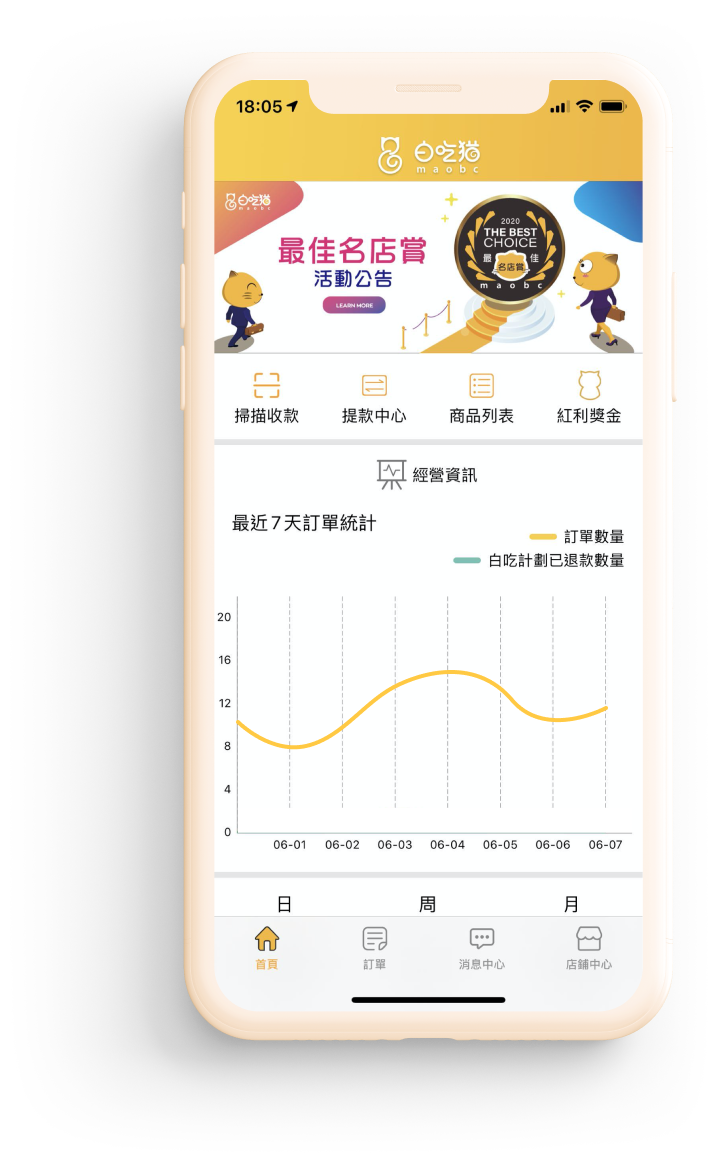 18:05
白吃猫
maobc
白吃猫
maobc
最佳名店賞
活動公告
LEARN MORE
2020
THE BEST
CHOICE
最 名店賞 佳
maobc
掃描收款 提款中心 商品列表 紅利獎金
經營資訊
最近7天訂單統計
訂單數量
白吃計劃已退款數量
20
16
12
8
4
0
06-01 06-02 06-03 06-04 06-05 06-06 06-07
日 周 月
首頁 訂單 消息中心 店鋪中心